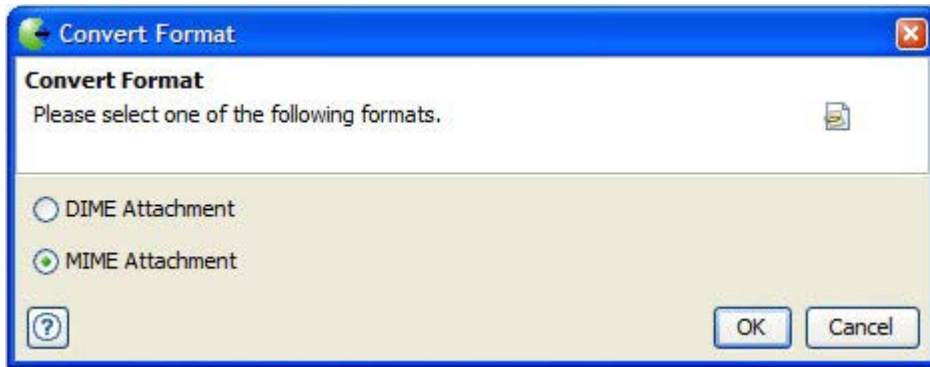 Convert Format
Convert Format
Please select one of the following formats.
DIME Attachment
MIME Attachment
?
OK
Cancel